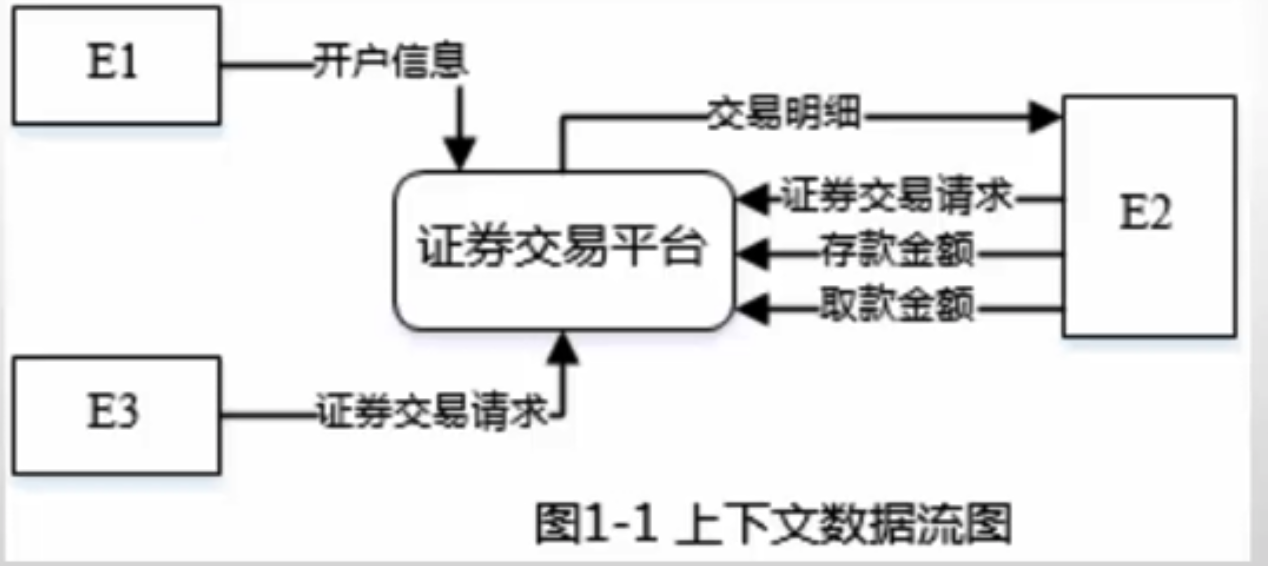 E1
开户信息
交易明细
证券交易请求
E2
证券交易平台
存款金额
取款金额
E3
证券交易请求
图1-1 上下文数据流图